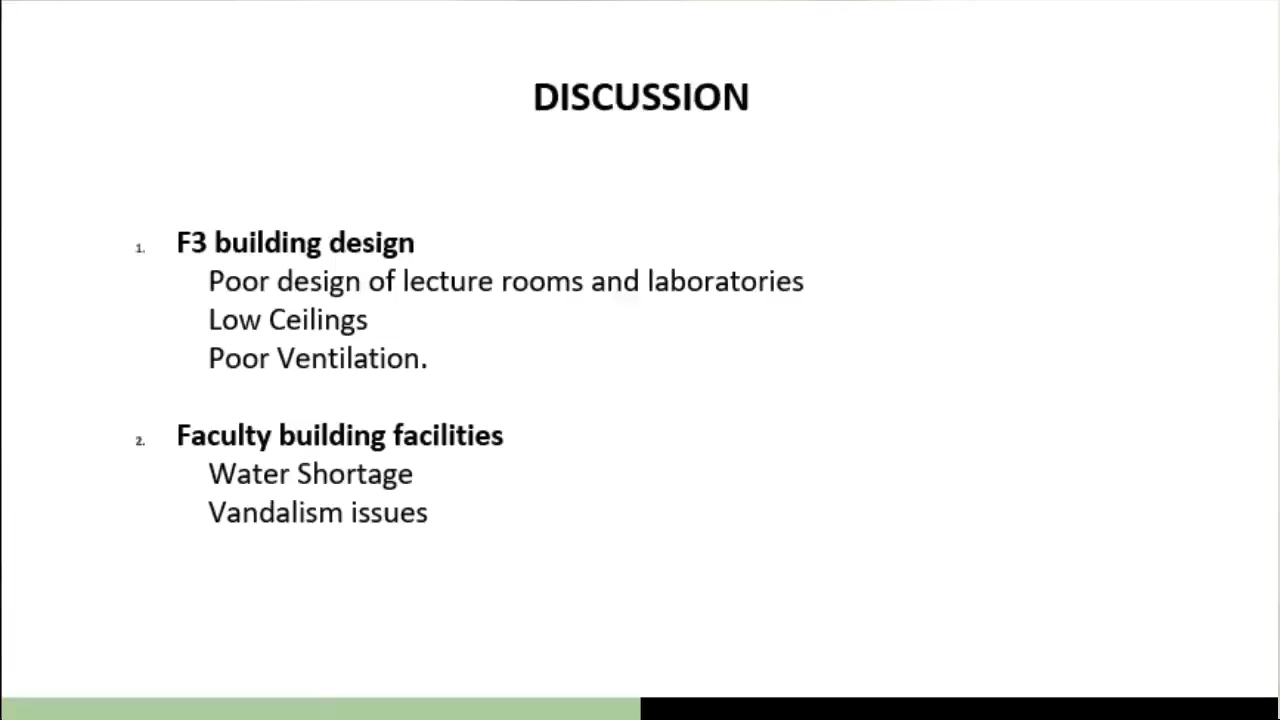 DISCUSSION
1. F3 building design
Poor design of lecture rooms and laboratories
Low Ceilings
Poor Ventilation.
2. Faculty building facilities
Water Shortage
Vandalism issues